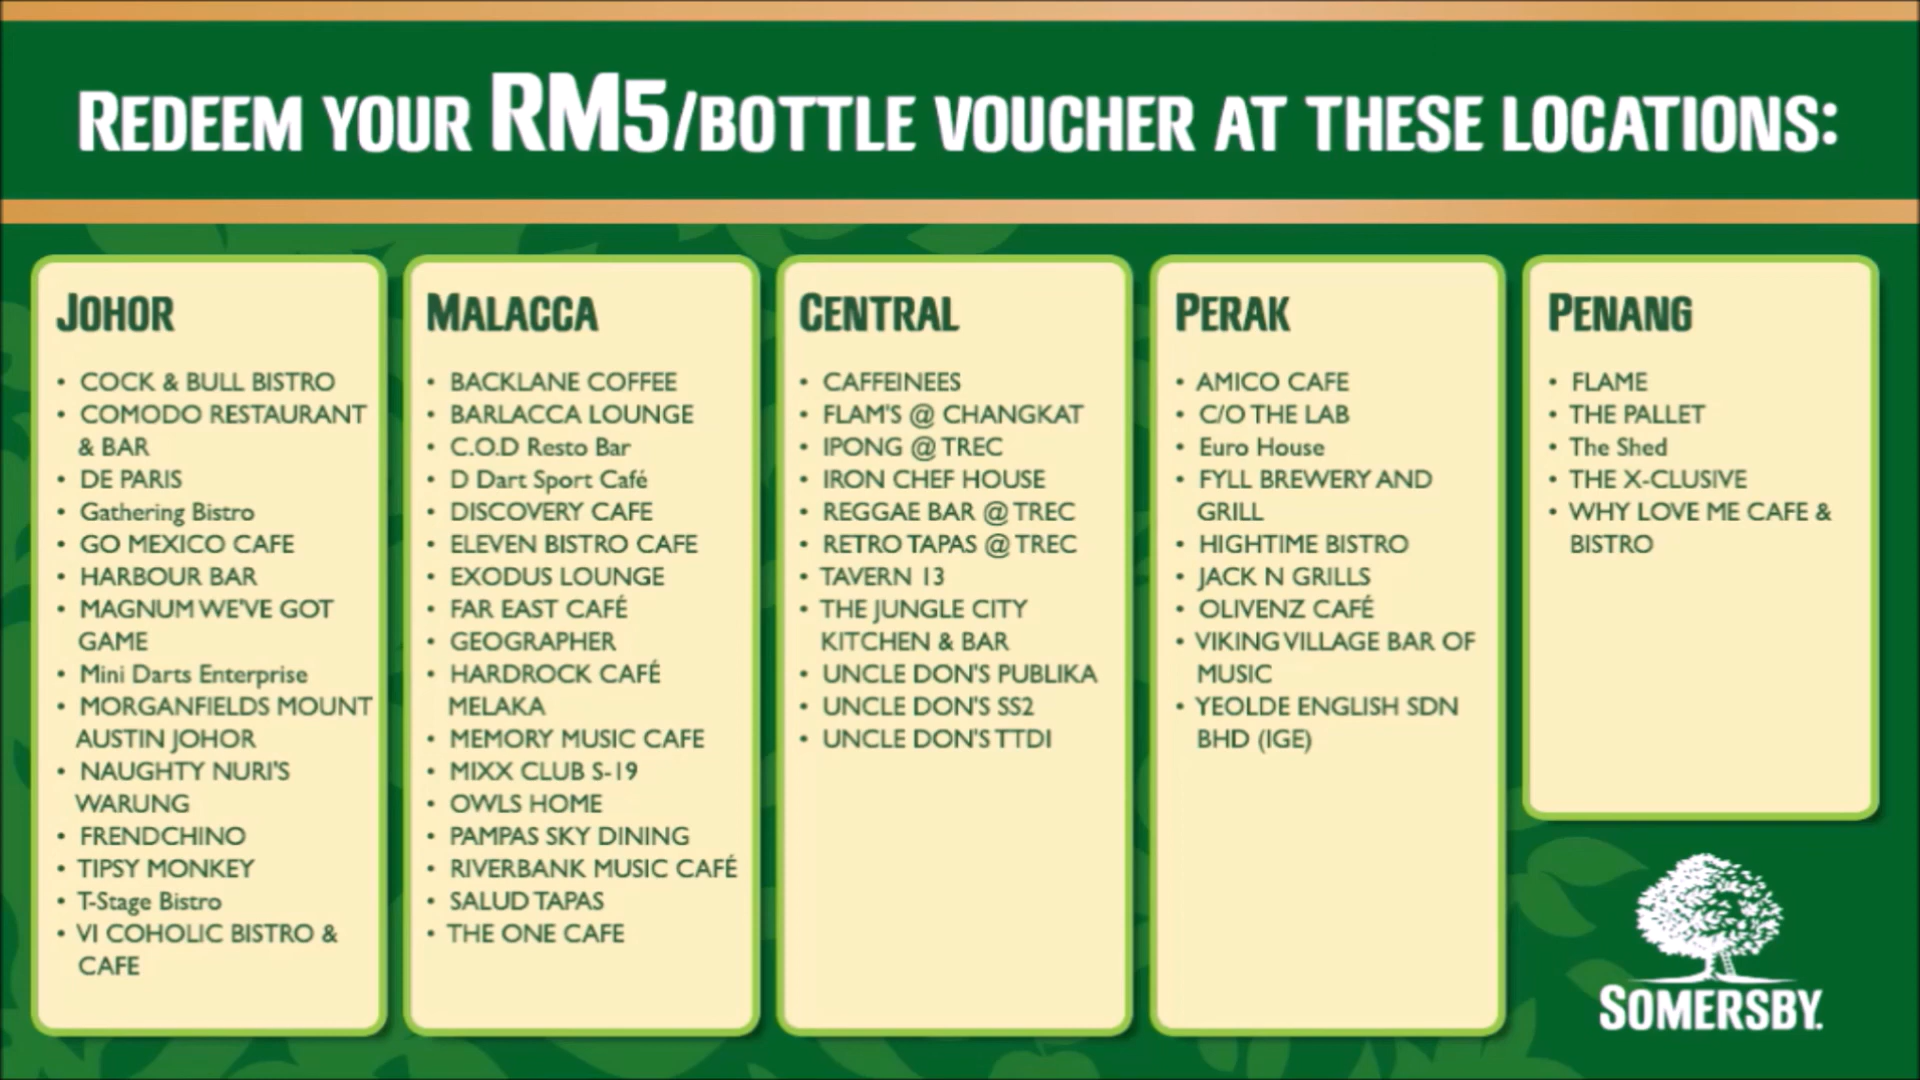 REDEEM YOUR RM5/BOTTLE VOUCHER AT THESE LOCATIONS:
JOHOR
• COCK & BULL BISTRO
• COMODO RESTAURANT
& BAR
• DE PARIS
• Gathering Bistro
• GO MEXICO CAFE
• HARBOUR BAR
• MAGNUM WE'VE GOT
GAME
• Mini Darts Enterprise
• MORGANFIELDS MOUNT
AUSTIN JOHOR
• NAUGHTY NURI'S
WARUNG
• FRENDCHINO
• TIPSY MONKEY
• T-Stage Bistro
• VI COHOLIC BISTRO &
CAFE
MALACCA
• BACKLANE COFFEE
• BARLACCA LOUNGE
• C.O.D Resto Bar
• D Dart Sport Café
• DISCOVERY CAFE
• ELEVEN BISTRO CAFE
• EXODUS LOUNGE
• FAR EAST CAFÉ
• GEOGRAPHER
• HARDROCK CAFÉ
MELAKA
• MEMORY MUSIC CAFE
• MIXX CLUB S-19
• OWLS HOME
• PAMPAS SKY DINING
• RIVERBANK MUSIC CAFÉ
• SALUD TAPAS
• THE ONE CAFE
CENTRAL
• CAFFEINEES
• FLAM'S @ CHANGKAT
• IPONG @ TREC
• IRON CHEF HOUSE
• REGGAE BAR @ TREC
• RETRO TAPAS @ TREC
• TAVERN 13
• THE JUNGLE CITY
KITCHEN & BAR
• UNCLE DON'S PUBLIKA
• UNCLE DON'S SS2
• UNCLE DON'S TTDI
PERAK
• AMICO CAFE
• C/O THE LAB
• Euro House
• FYLL BREWERY AND
GRILL
• HIGHTIME BISTRO
• JACK N GRILLS
• OLIVENZ CAFÉ
• VIKING VILLAGE BAR OF
MUSIC
• YEOLDE ENGLISH SDN
BHD (IGE)
PENANG
• FLAME
• THE PALLET
• The Shed
• THE X-CLUSIVE
• WHY LOVE ME CAFE &
BISTRO
SOMERSBY.